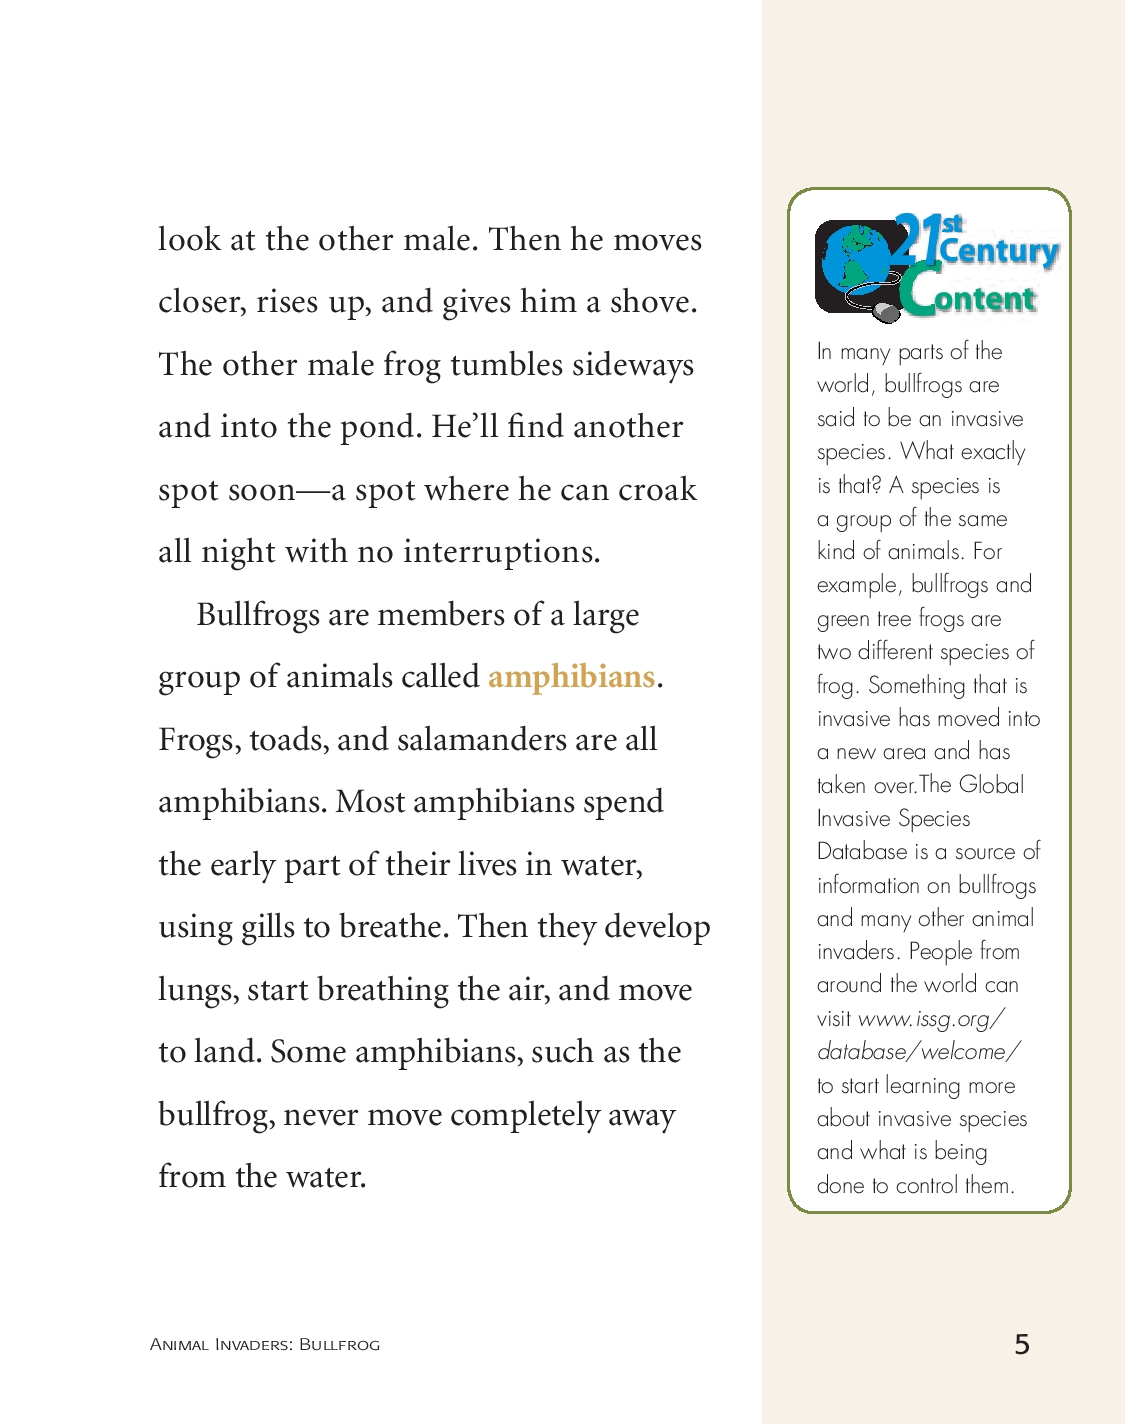 look at the other male. Then he moves
closer, rises up, and gives him a shove.
The other male frog tumbles sideways
and into the pond. He’ll find another
spot soon—a spot where he can croak
all night with no interruptions.
Bullfrogs are members of a large
group of animals called amphibians.
Frogs, toads, and salamanders are all
amphibians. Most amphibians spend
the early part of their lives in water,
using gills to breathe. Then they develop
lungs, start breathing the air, and move
to land. Some amphibians, such as the
bullfrog, never move completely away
from the water.
21st
Century
Content
In many parts of the
world, bullfrogs are
said to be an invasive
species. What exactly
is that? A species is
a group of the same
kind of animals. For
example, bullfrogs and
green tree frogs are
two different species of
frog. Something that is
invasive has moved into
a new area and has
taken over.The Global
Invasive Species
Database is a source of
information on bullfrogs
and many other animal
invaders. People from
around the world can
visit www.issg.org/
database/welcome/
to start learning more
about invasive species
and what is being
done to control them.
Animal Invaders: Bullfrog
5